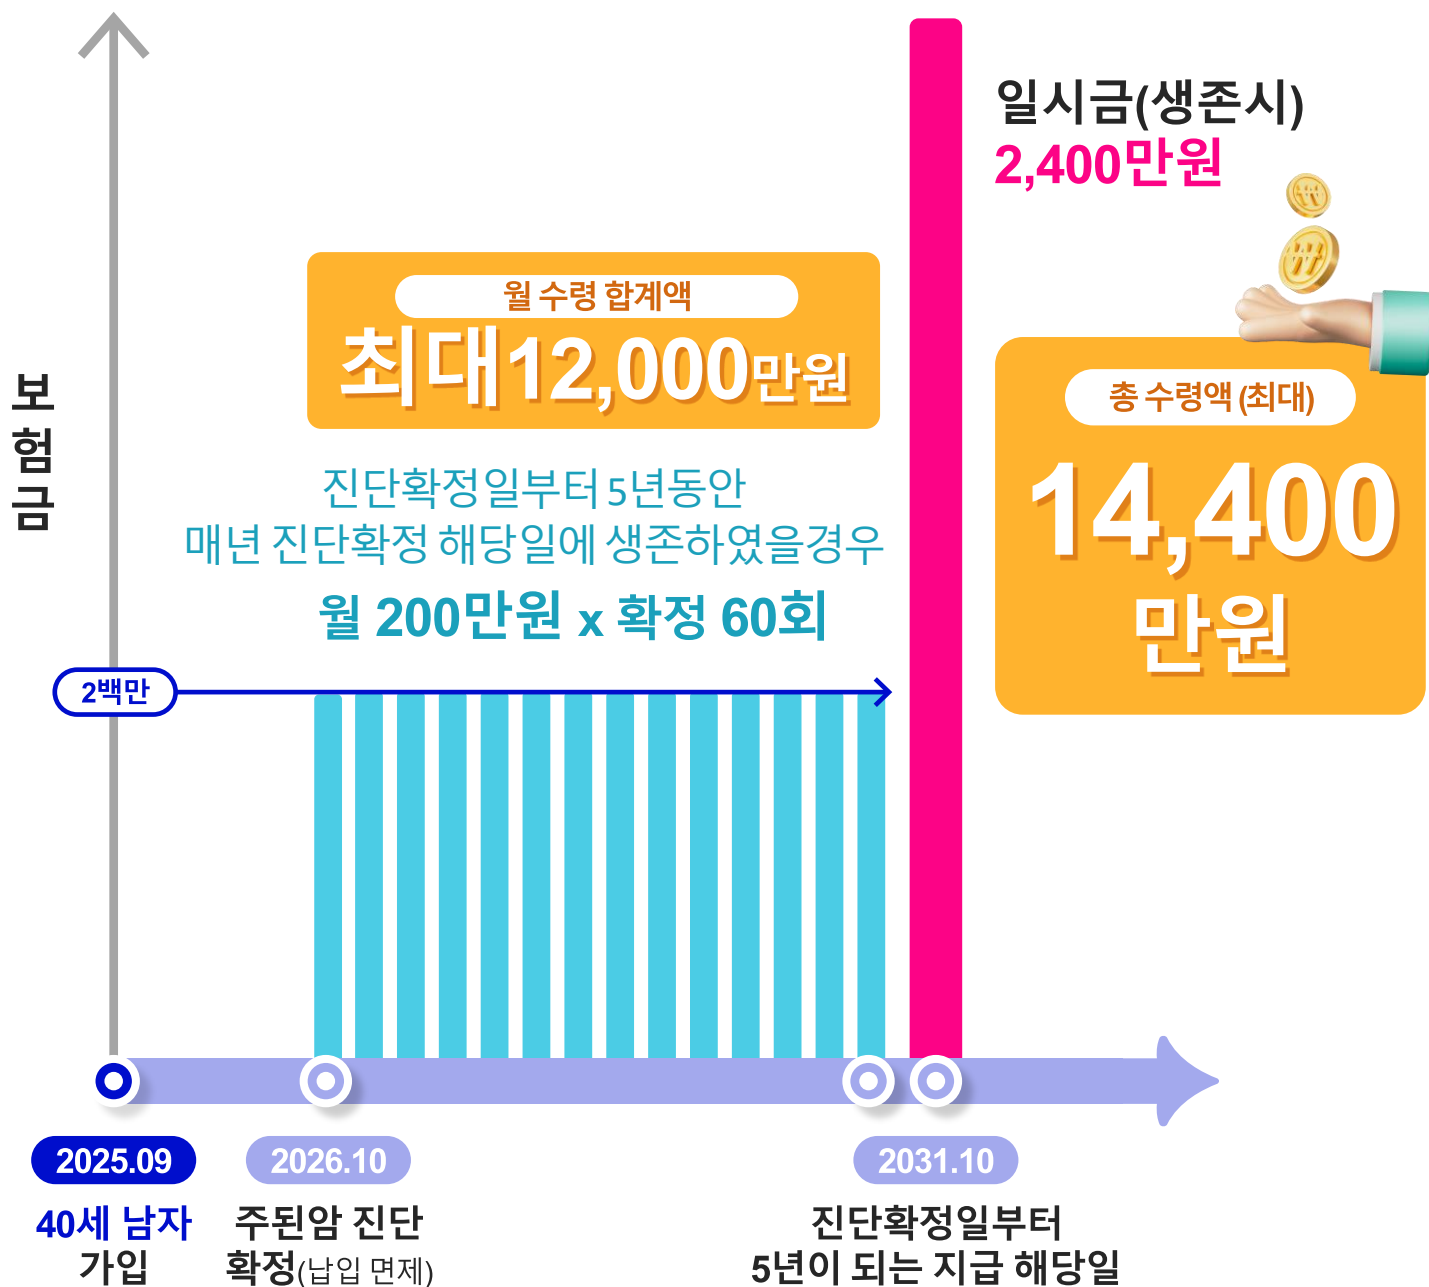 일시금(생존시)
2,400만원
월 수령 합계액
최대12,000만원
총 수령액 (최대)
14,400
만원
보험금
진단확정일부터 5년동안
매년 진단확정 해당일에 생존하였을경우
월 200만원 x 확정 60회
2백만
2025.09
40세 남자
가입
2026.10
주된암 진단
확정(납입 면제)
2031.10
진단확정일부터
5년이 되는 지급 해당일